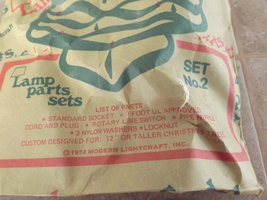 SET
No. 2
Lamp
parts
sets
LIST OF PARTS
• STANDARD SOCKET • 7 FOOT UL APPROVED
CORD AND PLUG • ROTARY LINE SWITCH • PIPE NIPPLE
• 2 NYLON WASHERS • LOCKNUT
CUSTOM DESIGNED FOR: 12" OR TALLER CHRISTMAS TREE
© 1974 MODERN LIGHTCRAFT, INC.